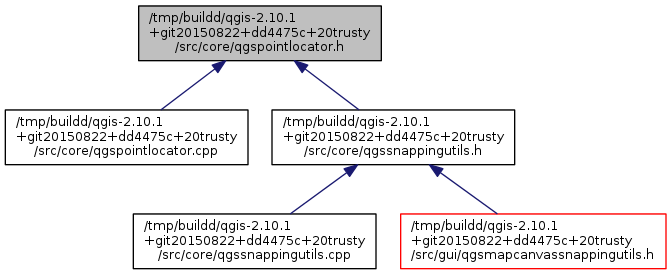 /tmp/buildd/qgis-2.10.1
+git20150822+dd4475c+20trusty
/src/core/qgspointlocator.h
/tmp/buildd/qgis-2.10.1
+git20150822+dd4475c+20trusty
/src/core/qgspointlocator.cpp
/tmp/buildd/qgis-2.10.1
+git20150822+dd4475c+20trusty
/src/core/qgssnappingutils.h
/tmp/buildd/qgis-2.10.1
+git20150822+dd4475c+20trusty
/src/core/qgssnappingutils.cpp
/tmp/buildd/qgis-2.10.1
+git20150822+dd4475c+20trusty
/src/gui/qgsmapcanvassnappingutils.h